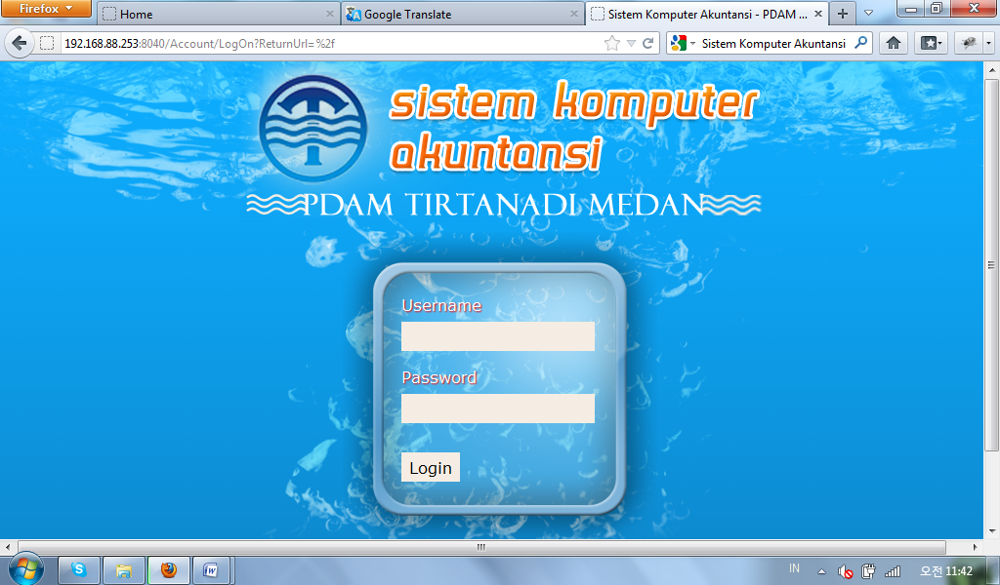 Firefox
Home
Google Translate
Sistem Komputer Akuntansi - PDAM ...
192.168.88.253:8040/Account/LogOn?ReturnUrl=%2f
Sistem Komputer Akuntansi
sistem komputer
akuntansi
PDAM TIRTANADI MEDAN
Username
Password
Login
IN
오전 11:42